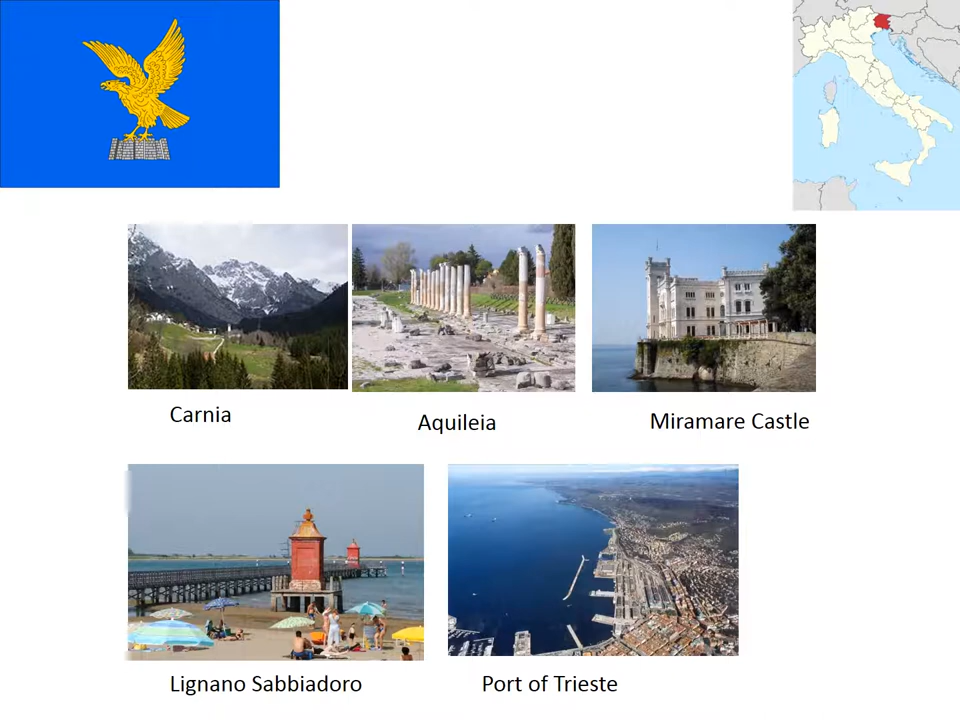 Carnia
Aquileia
Miramare Castle
Lignano Sabbiadoro
Port of Trieste